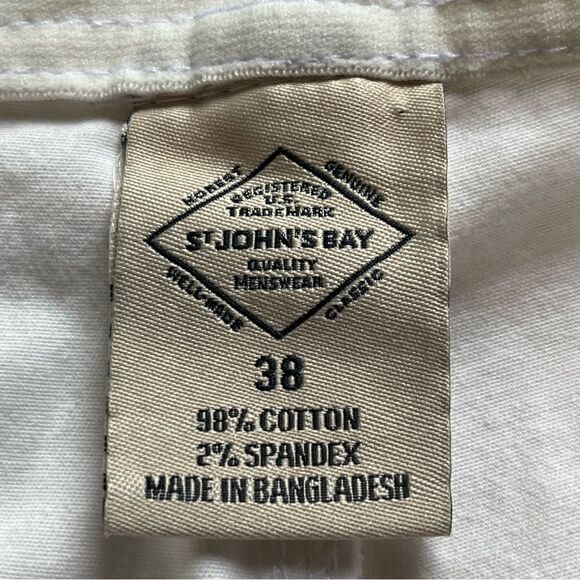 HONEST GENUINE
REGISTERED
U.S.
TRADEMARK
ST JOHN'S BAY
QUALITY
MENSWEAR
WELL-MADE CLASSIC
38
98% COTTON
2% SPANDEX
MADE IN BANGLADESH